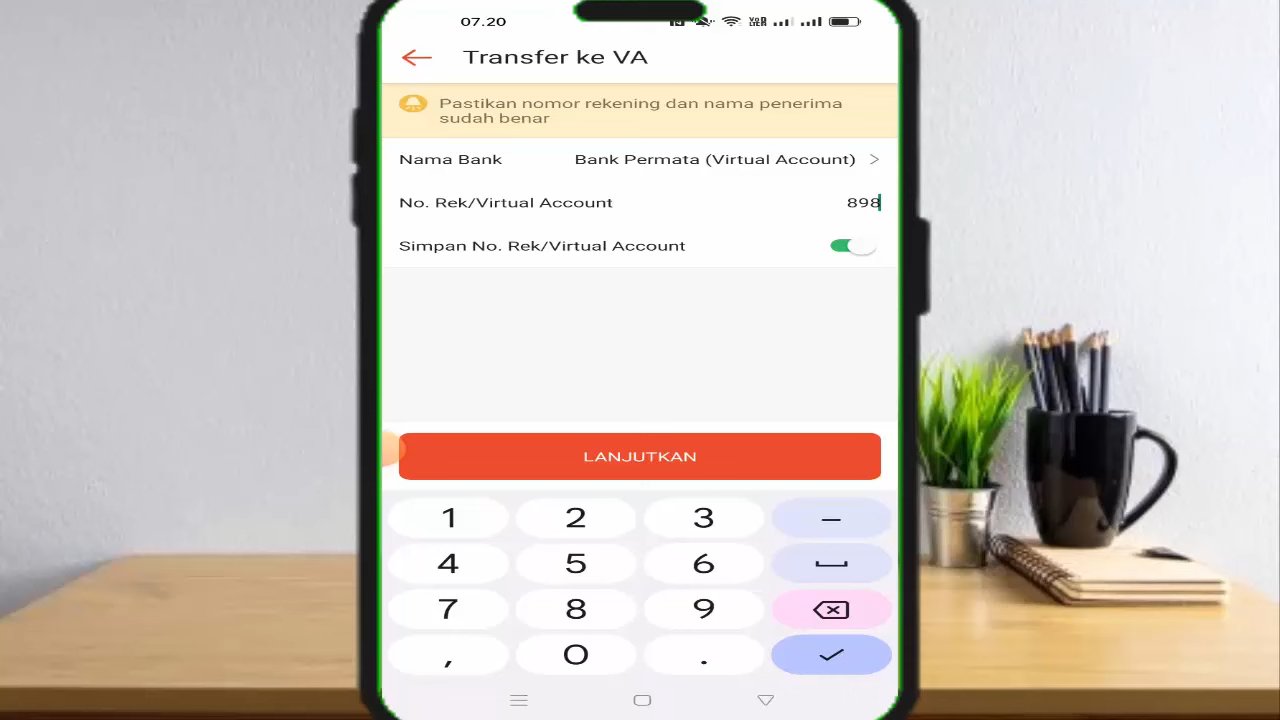 07.20
Transfer ke VA
Pastikan nomor rekening dan nama penerima
sudah benar
Nama Bank Bank Permata (Virtual Account)
No. Rek/Virtual Account 898
Simpan No. Rek/Virtual Account
LANJUTKAN
1 2 3 –
4 5 6
7 8 9
, 0 .